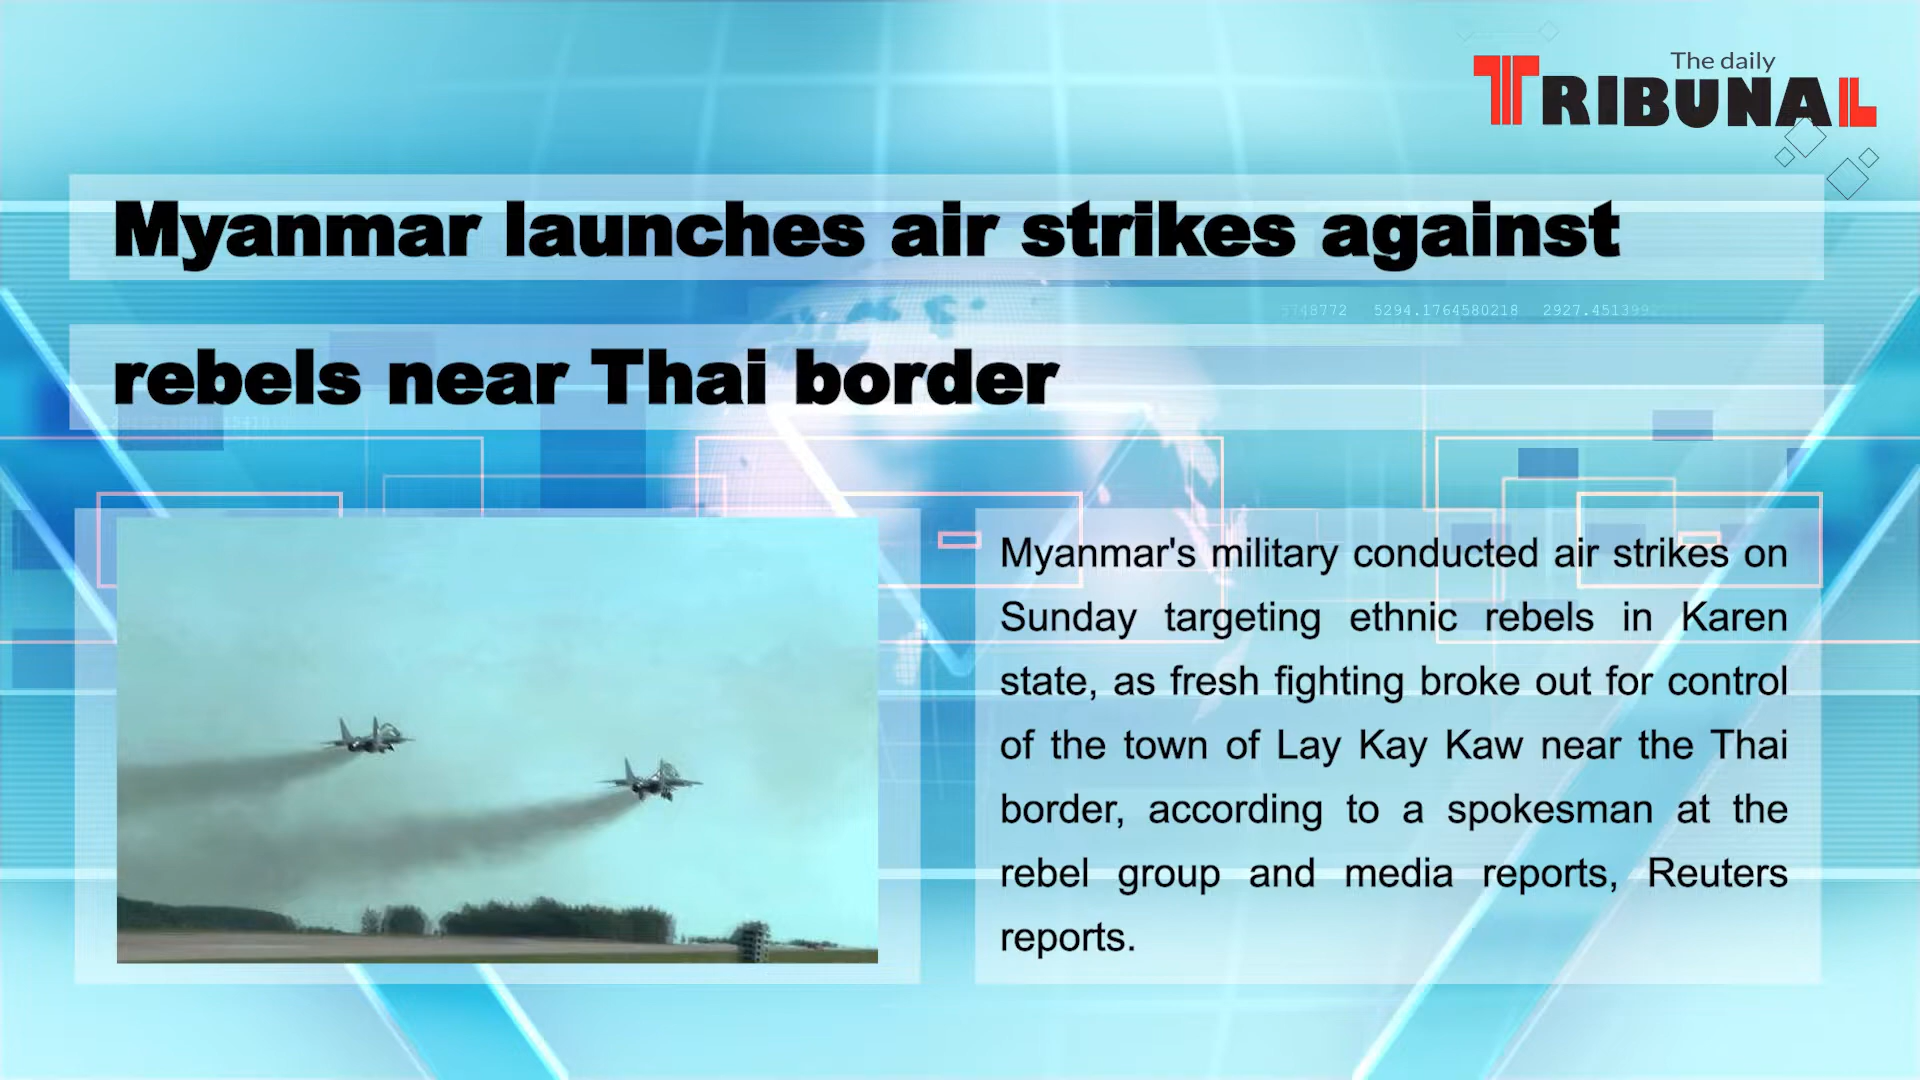 The daily
TRIBUNAL
Myanmar launches air strikes against
5294.1764580218 2927.451399
rebels near Thai border
Myanmar's military conducted air strikes on
Sunday targeting ethnic rebels in Karen
state, as fresh fighting broke out for control
of the town of Lay Kay Kaw near the Thai
border, according to a spokesman at the
rebel group and media reports, Reuters
reports.